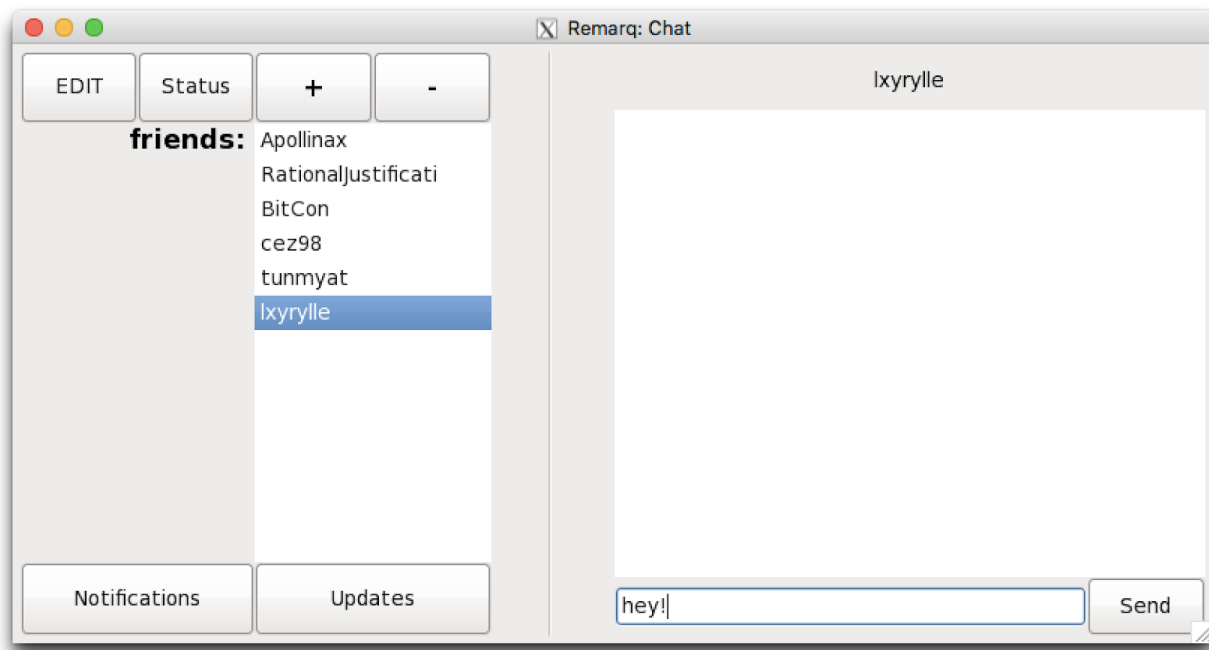 Remarq: Chat
EDIT
Status
+
-
friends:
Apollinax
RationalJustificati
BitCon
cez98
tunmyat
lxyrylle
Notifications
Updates
lxyrylle
hey!
Send